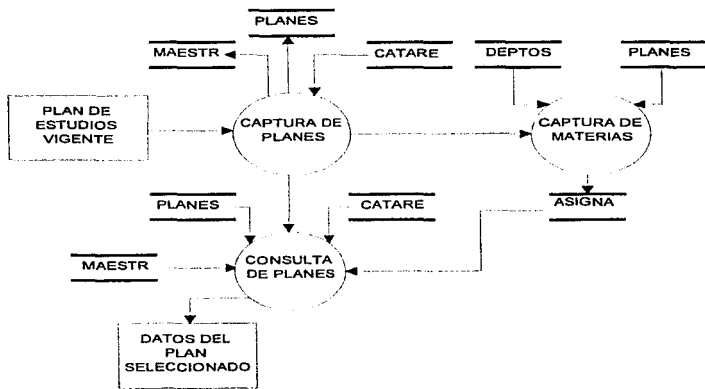 PLANES
MAESTR
CATARE
DEPTOS
PLANES
PLAN DE
ESTUDIOS
VIGENTE
CAPTURA DE
PLANES
CAPTURA DE
MATERIAS
PLANES
CATARE
ASIGNA
MAESTR
CONSULTA
DE PLANES
DATOS DEL
PLAN
SELECCIONADO